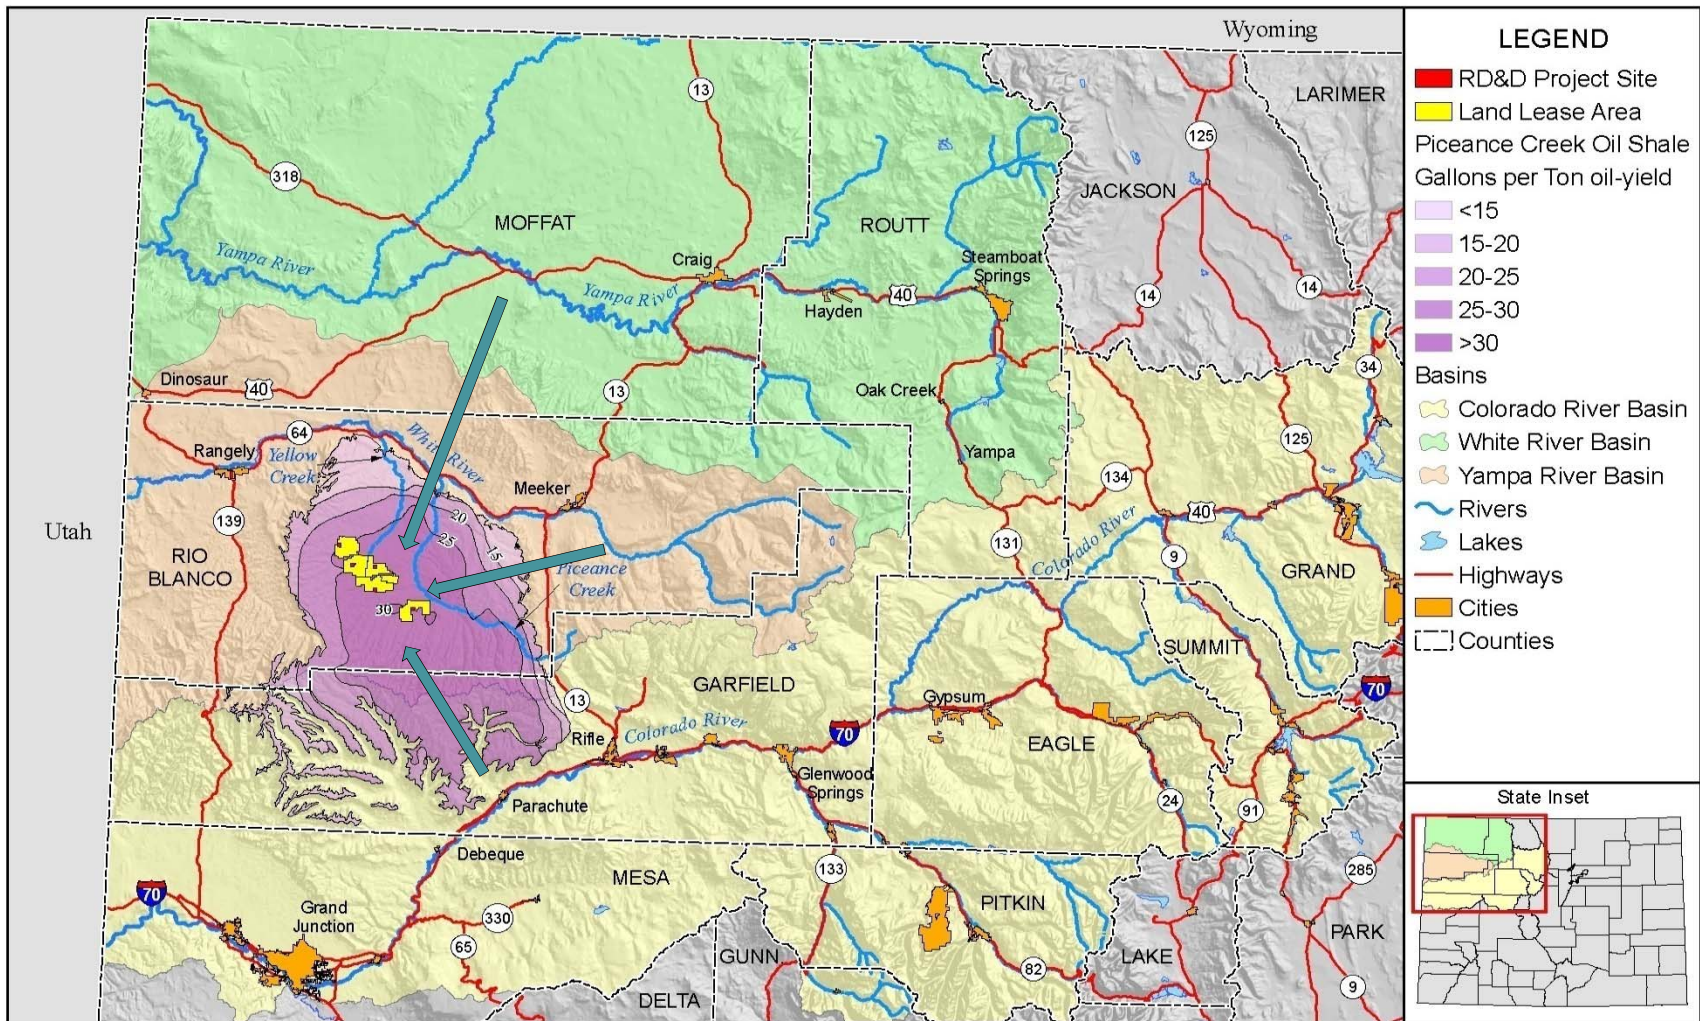 Wyoming
Utah
MOFFAT
ROUTT
JACKSON
LARIMER
13
125
318
Yampa River
Craig
Yampa River
Steamboat
Springs
Hayden
40
14
14
34
Dinosaur
40
13
Oak Creek
Yampa
64
White River
Rangely
Yellow
Creek
Meeker
125
134
40
139
RIO
BLANCO
20
25
15
30
Piceance
Creek
131
Colorado River
9
GRAND
SUMMIT
GARFIELD
13
Rifle
Colorado River
70
Gypsum
EAGLE
70
Glenwood
Springs
Parachute
24
91
Debeque
MESA
133
285
70
Grand
Junction
330
65
PITKIN
GUNN
82
LAKE
PARK
DELTA
9
LEGEND
RD&D Project Site
Land Lease Area
Piceance Creek Oil Shale
Gallons per Ton oil-yield
<15
15-20
20-25
25-30
>30
Basins
Colorado River Basin
White River Basin
Yampa River Basin
Rivers
Lakes
Highways
Cities
Counties
State Inset